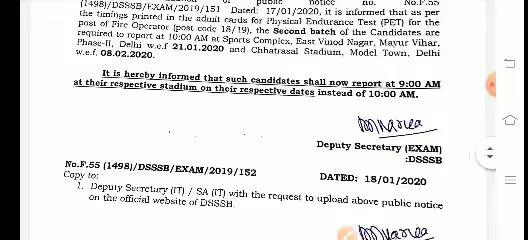 of public notice no. No.F.55
(1498)/DSSSB/EXAM/2019/151 Dated: 17/01/2020, it is informed that as per
the timings printed in the admit cards for Physical Endurance Test (PET) for the
post of Fire Operator (post code 18/19), the Second batch of the Candidates are
required to report at 10:00 AM at Sports Complex, East Vinod Nagar, Mayur Vihar,
Phase-II, Delhi w.e.f 21.01.2020 and Chhatrasal Stadium, Model Town, Delhi
w.e.f. 08.02.2020.
It is hereby informed that such candidates shall now report at 9:00 AM
at their respective stadium on their respective dates instead of 10:00 AM.
Deputy Secretary (EXAM)
:DSSSB
No.F.55 (1498)/DSSSB/EXAM/2019/152
DATED: 18/01/2020
Copy to:
1. Deputy Secretary (IT) / SA (IT) with the request to upload above public notice
on the official website of DSSSB.